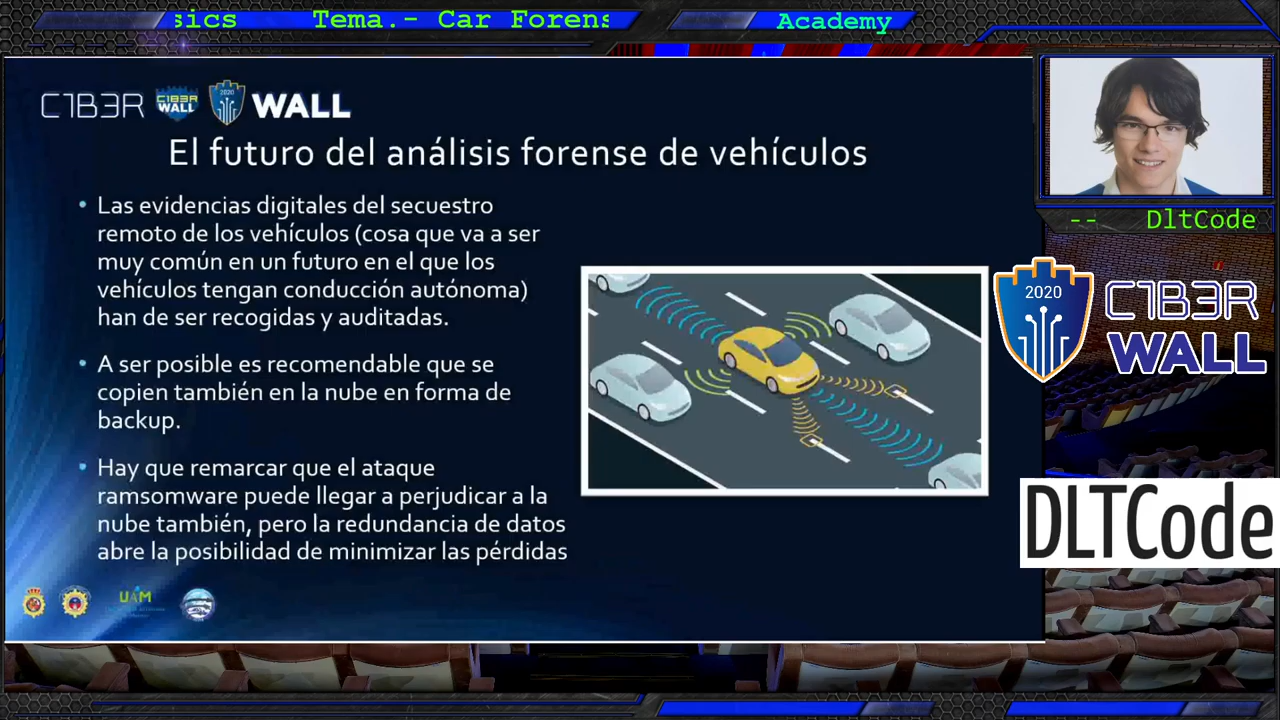 sics Tema.- Car Forens
Academy
C1B3R
C1B3R
WALL
2020
WALL
El futuro del análisis forense de vehículos
Las evidencias digitales del secuestro
remoto de los vehículos (cosa que va a ser
muy común en un futuro en el que los
vehículos tengan conducción autónoma)
han de ser recogidas y auditadas.
A ser posible es recomendable que se
copien también en la nube en forma de
backup.
Hay que remarcar que el ataque
ramsomware puede llegar a perjudicar a la
nube también, pero la redundancia de datos
abre la posibilidad de minimizar las pérdidas
UAM
-- DltCode
2020
C1B3R
WALL
DLTCode